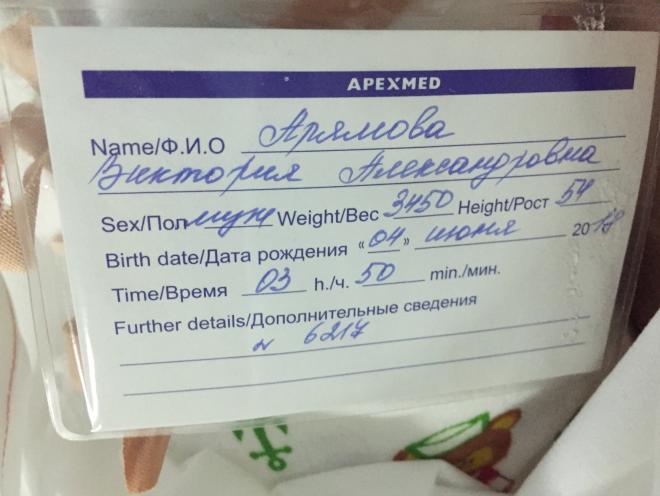 APEXMED
Name/Ф.И.О Арямова
Виктория Александровна
Sex/Пол муж Weight/Вес 3450 Height/Рост 54
Birth date/Дата рождения «04» июня 2019
Time/Время 03 h./ч. 50 min./мин.
Further details/Дополнительные сведения
№ 6217